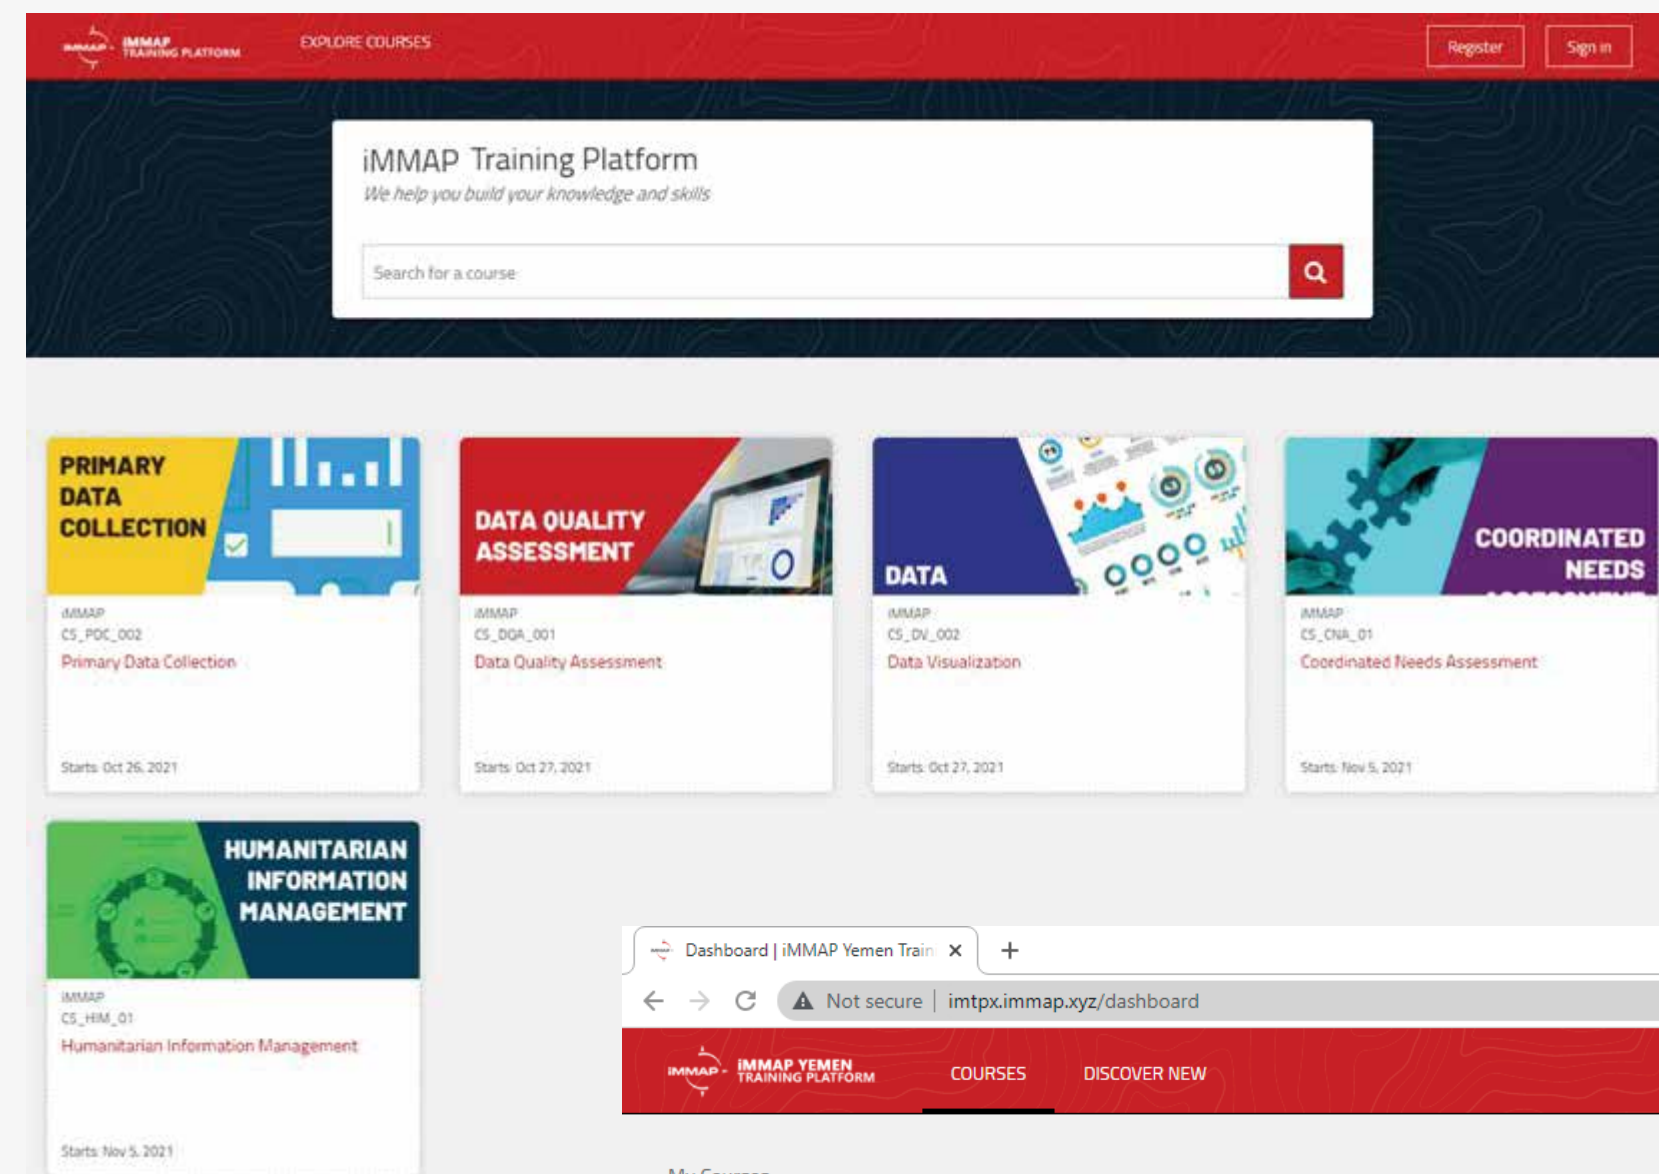 iMMAP
iMMAP
TRAINING PLATFORM
EXPLORE COURSES
Register
Sign in
iMMAP Training Platform
We help you build your knowledge and skills
Search for a course
PRIMARY
DATA
COLLECTION
iMMAP
CS_PDC_002
Primary Data Collection
Starts: Oct 26, 2021
DATA QUALITY
ASSESSMENT
iMMAP
CS_DQA_001
Data Quality Assessment
Starts: Oct 27, 2021
DATA
iMMAP
CS_DV_002
Data Visualization
Starts: Oct 27, 2021
COORDINATED
NEEDS
ASSESSMENT
iMMAP
CS_CNA_01
Coordinated Needs Assessment
Starts: Nov 5, 2021
HUMANITARIAN
INFORMATION
MANAGEMENT
iMMAP
CS_HIM_01
Humanitarian Information Management
Starts: Nov 5, 2021
Dashboard | iMMAP Yemen Train
Not secure | imtpx.immap.xyz/dashboard
iMMAP
iMMAP YEMEN
TRAINING PLATFORM
COURSES
DISCOVER NEW
My Courses